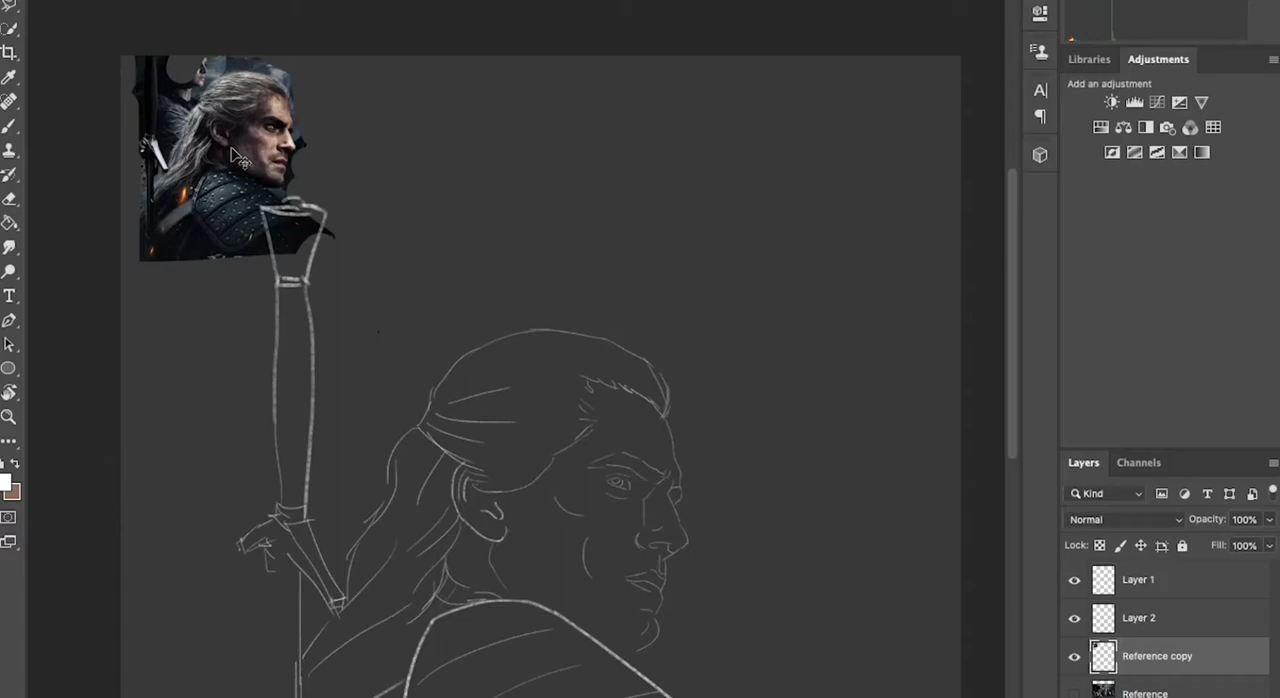 Libraries
Adjustments
Add an adjustment
Layers
Channels
Kind
Normal
Opacity: 100%
Lock:
Fill: 100%
Layer 1
Layer 2
Reference copy
Reference